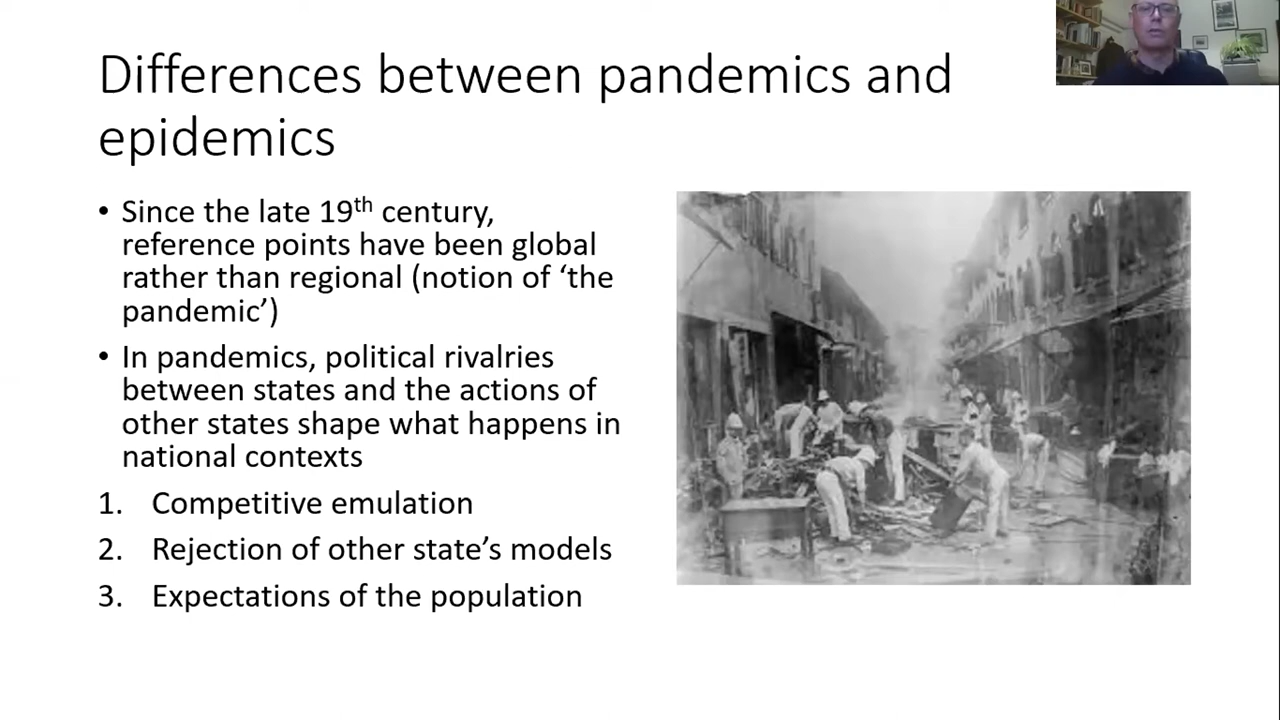 Differences between pandemics and
epidemics
• Since the late 19th century,
reference points have been global
rather than regional (notion of ‘the
pandemic’)
• In pandemics, political rivalries
between states and the actions of
other states shape what happens in
national contexts
1. Competitive emulation
2. Rejection of other state’s models
3. Expectations of the population